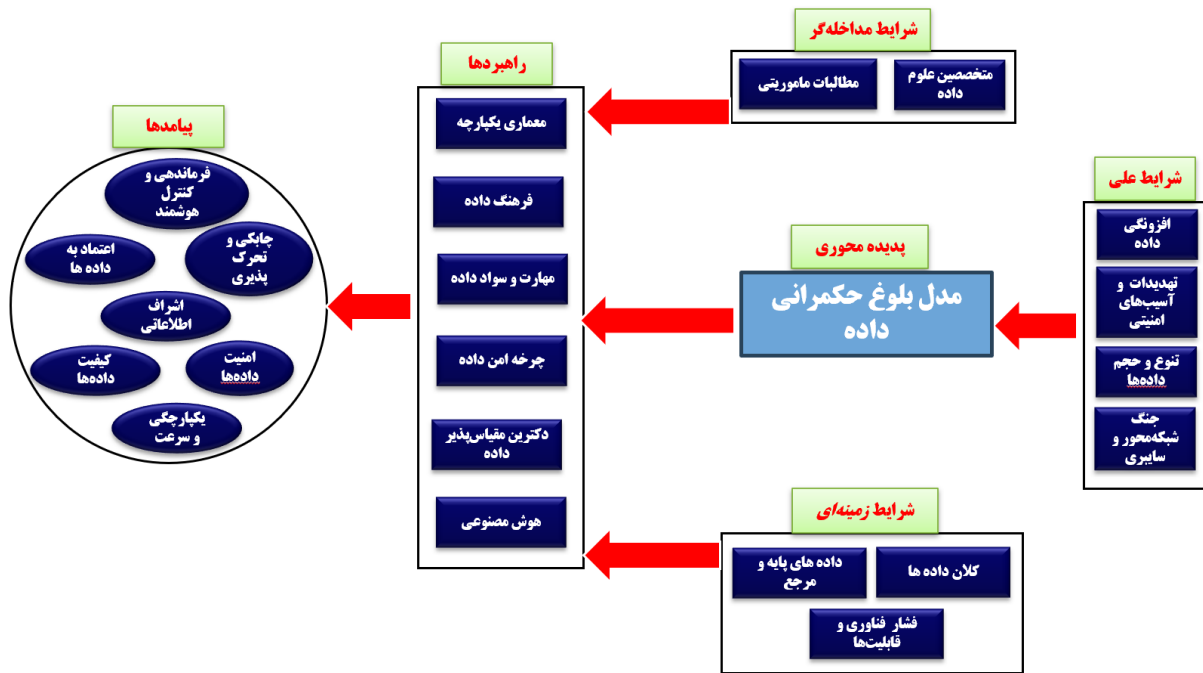 شرایط علی
افزونگی
داده
تهدیدات و
آسیب‌های
امنیتی
تنوع و حجم
داده‌ها
جنگ
شبکه‌محور و
سایبری
شرایط مداخله‌گر
متخصصین علوم
داده
مطالبات ماموریتی
پدیده محوری
مدل بلوغ حکمرانی
داده
شرایط زمینه‌ای
کلان داده ها
داده های پایه و
مرجع
فشار فناوری و
قابلیت‌ها
راهبردها
معماری یکپارچه
فرهنگ داده
مهارت و سواد داده
چرخه امن داده
دکترین مقیاس‌پذیر
داده
هوش مصنوعی
پیامدها
فرماندهی و
کنترل
هوشمند
چابکی و
تحرک
پذیری
اعتماد به
داده ها
اشراف
اطلاعاتی
امنیت
داده‌ها
کیفیت
داده‌ها
یکپارچگی
و سرعت